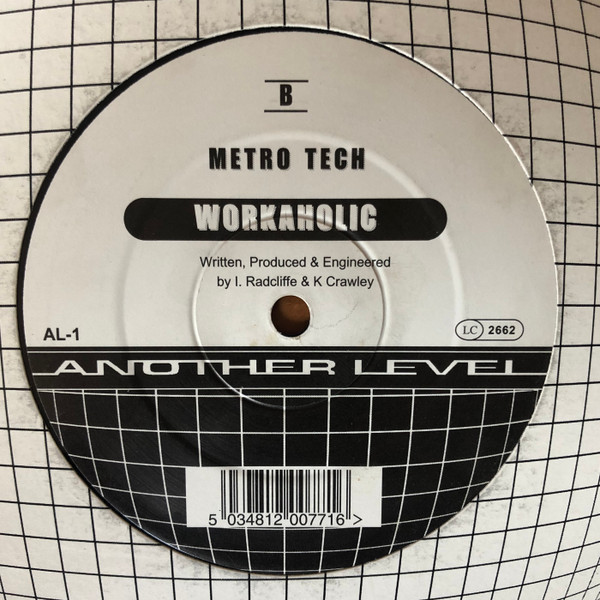 B
METRO TECH
WORKAHOLIC
Written, Produced & Engineered
by I. Radcliffe & K Crawley
AL-1
LC 2662
ANOTHER LEVEL
5 034812 007716 >